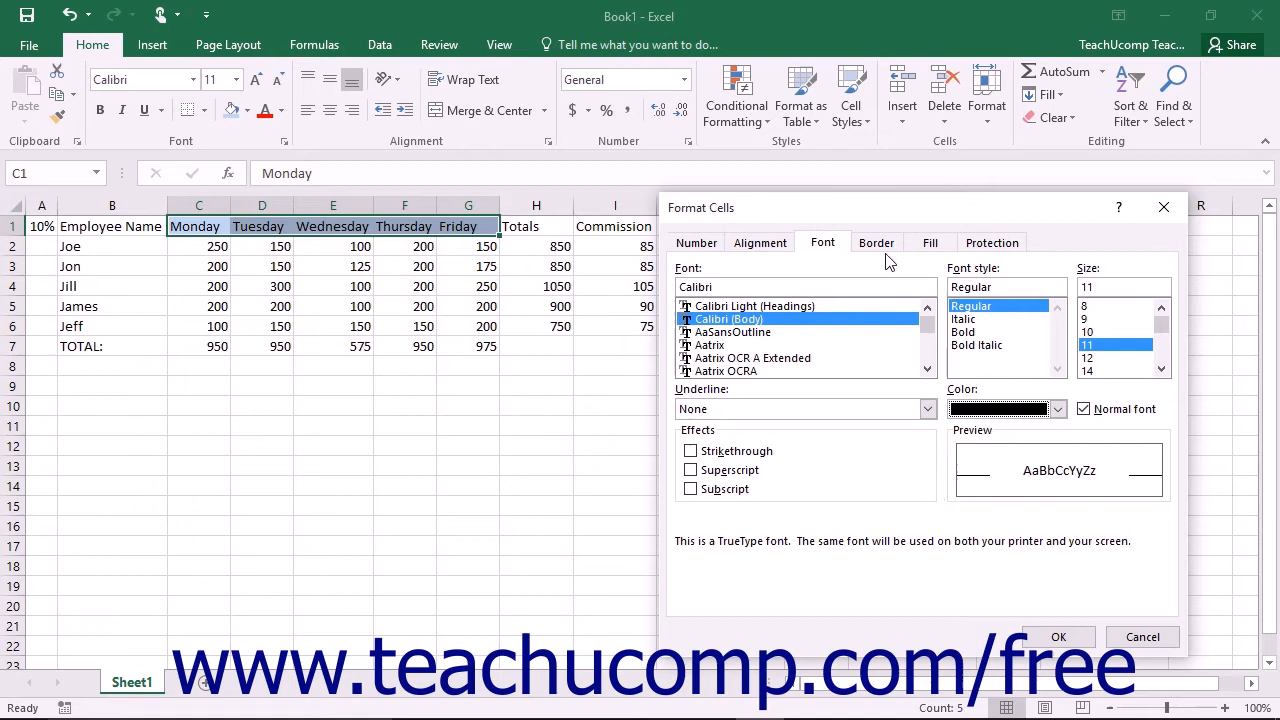 Book1 - Excel
File Home Insert Page Layout Formulas Data Review View Tell me what you want to do... TeachUcomp Teac... Share
Calibri 11 Wrap Text General AutoSum
Paste B I U Merge & Center $ % , Conditional Formatting Format as Table Cell Styles Insert Delete Format Fill Sort & Filter Find & Select
Clear
Clipboard Font Alignment Number Styles Cells Editing
C1 fx Monday
A B C D E F G H I R
1 10% Employee Name Monday Tuesday Wednesday Thursday Friday Totals Commission
2 Joe 250 150 100 200 150 850 85
3 Jon 200 150 125 200 175 850 85
4 Jill 200 300 100 200 250 1050 105
5 James 200 200 100 200 200 900 90
6 Jeff 100 150 150 150 200 750 75
7 TOTAL: 950 950 575 950 975
8
9
10
11
12
13
14
15
16
17
18
19
20
21
22
23
Format Cells ?
Number Alignment Font Border Fill Protection
Font: Font style: Size:
Calibri Regular 11
Calibri Light (Headings) Regular 8
Calibri (Body) Italic 9
AaSansOutline Bold 10
Aatrix Bold Italic 11
Aatrix OCR A Extended 12
Aatrix OCRA 14
Underline: Color:
None Normal font
Effects Preview
Strikethrough
Superscript AaBbCcYyZz
Subscript
This is a TrueType font. The same font will be used on both your printer and your screen.
OK Cancel
www.teachucomp.com/free
Sheet1
Ready Count: 5 100%